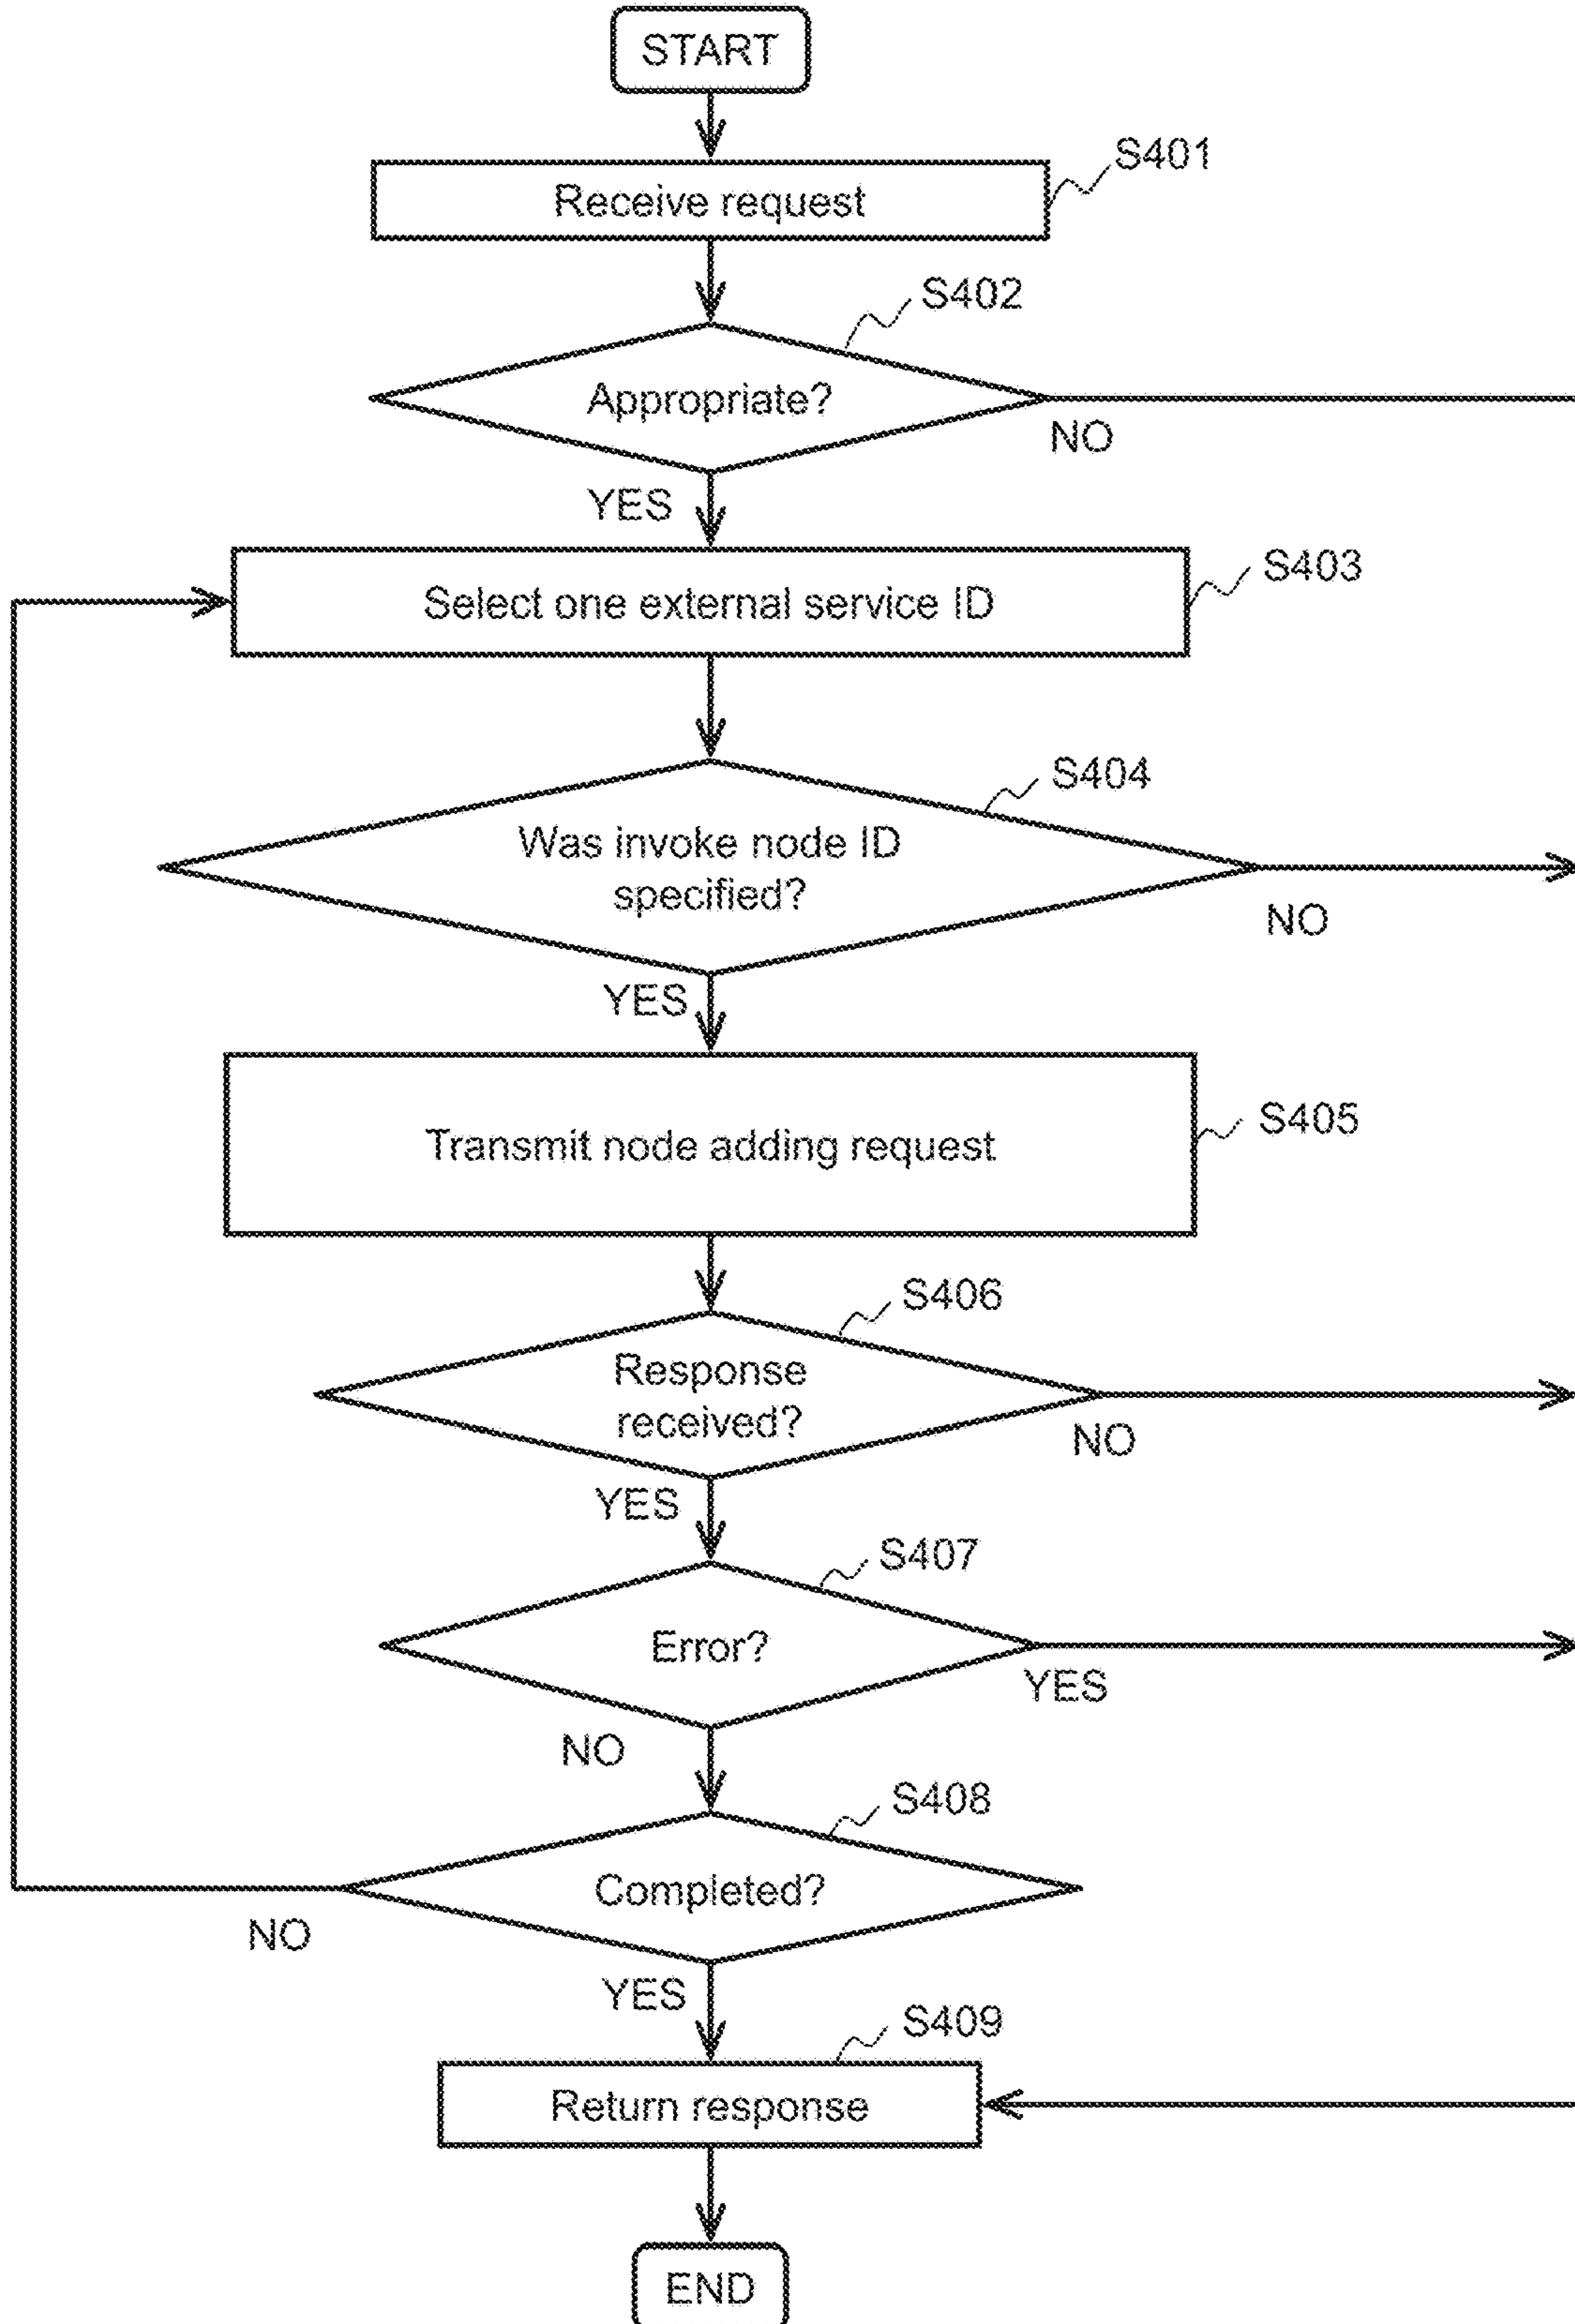 START
S401
Receive request
S402
Appropriate?
NO
YES
S403
Select one external service ID
S404
Was invoke node ID
specified?
NO
YES
S405
Transmit node adding request
S406
Response
received?
NO
YES
S407
Error?
YES
NO
S408
Completed?
NO
YES
S409
Return response
END